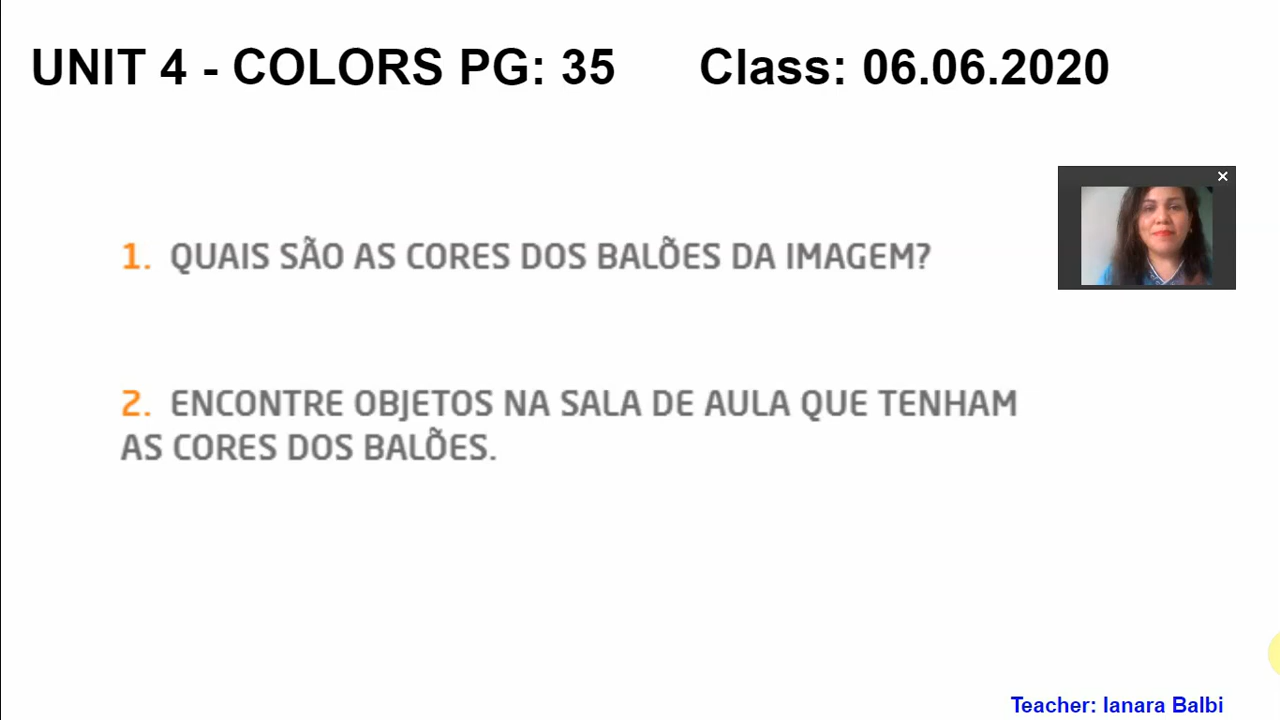 UNIT 4 - COLORS PG: 35 Class: 06.06.2020
1. QUAIS SÃO AS CORES DOS BALÕES DA IMAGEM?
2. ENCONTRE OBJETOS NA SALA DE AULA QUE TENHAM
AS CORES DOS BALÕES.
Teacher: Ianara Balbi